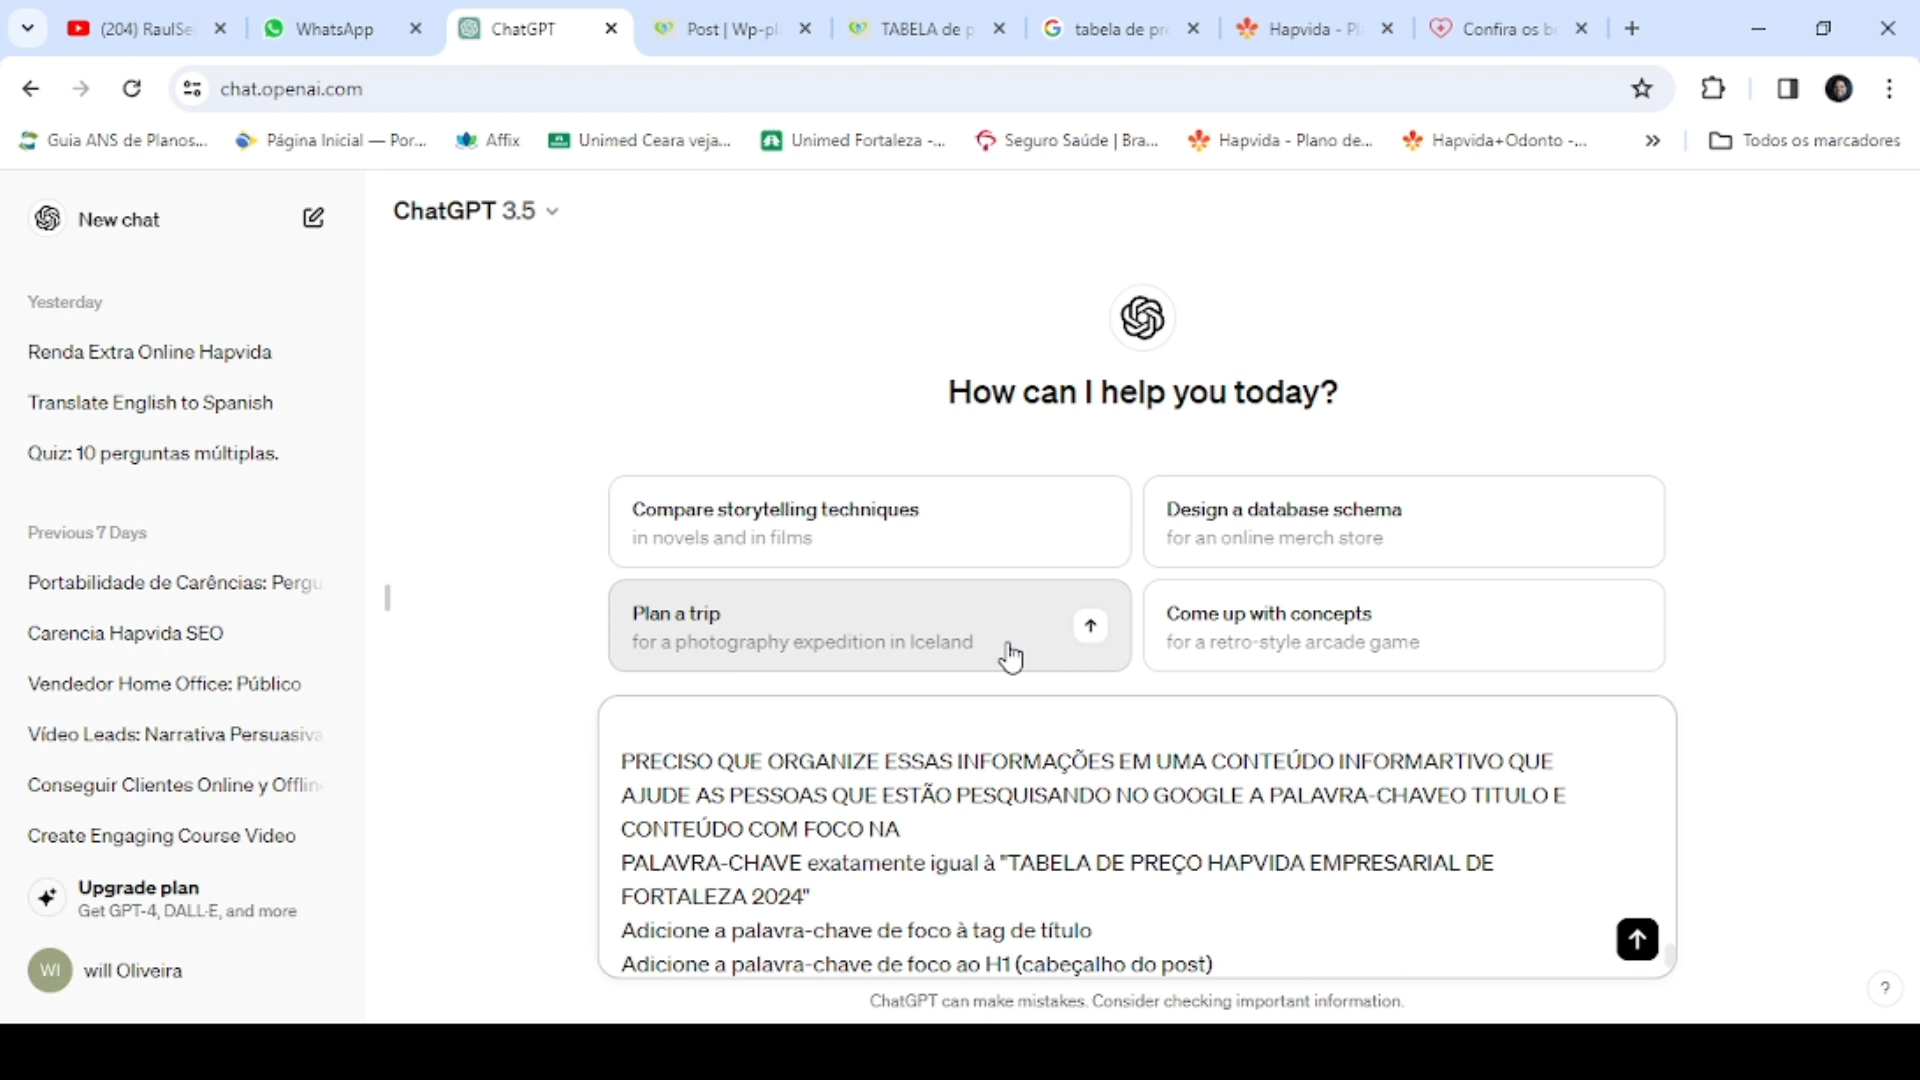 (204) RaulSe
WhatsApp
ChatGPT
Post | Wp-pl
TABELA de p
tabela de pre
Hapvida - Pl
Confira os b
chat.openai.com
Guia ANS de Planos...
Página Inicial — Por...
Affix
Unimed Ceara veja...
Unimed Fortaleza -...
Seguro Saúde | Bra...
Hapvida - Plano de...
Hapvida+Odonto -...
Todos os marcadores
New chat
ChatGPT 3.5
Yesterday
Renda Extra Online Hapvida
Translate English to Spanish
Quiz: 10 perguntas múltiplas.
Previous 7 Days
Portabilidade de Carências: Pergu
Carencia Hapvida SEO
Vendedor Home Office: Público
Vídeo Leads: Narrativa Persuasiva
Conseguir Clientes Online y Offlin
Create Engaging Course Video
Upgrade plan
Get GPT-4, DALL·E, and more
WI
will Oliveira
How can I help you today?
Compare storytelling techniques
in novels and in films
Design a database schema
for an online merch store
Plan a trip
for a photography expedition in Iceland
Come up with concepts
for a retro-style arcade game
PRECISO QUE ORGANIZE ESSAS INFORMAÇÕES EM UMA CONTEÚDO INFORMARTIVO QUE
AJUDE AS PESSOAS QUE ESTÃO PESQUISANDO NO GOOGLE A PALAVRA-CHAVEO TITULO E
CONTEÚDO COM FOCO NA
PALAVRA-CHAVE exatamente igual à "TABELA DE PREÇO HAPVIDA EMPRESARIAL DE
FORTALEZA 2024"
Adicione a palavra-chave de foco à tag de título
Adicione a palavra-chave de foco ao H1 (cabeçalho do post)
ChatGPT can make mistakes. Consider checking important information.
?